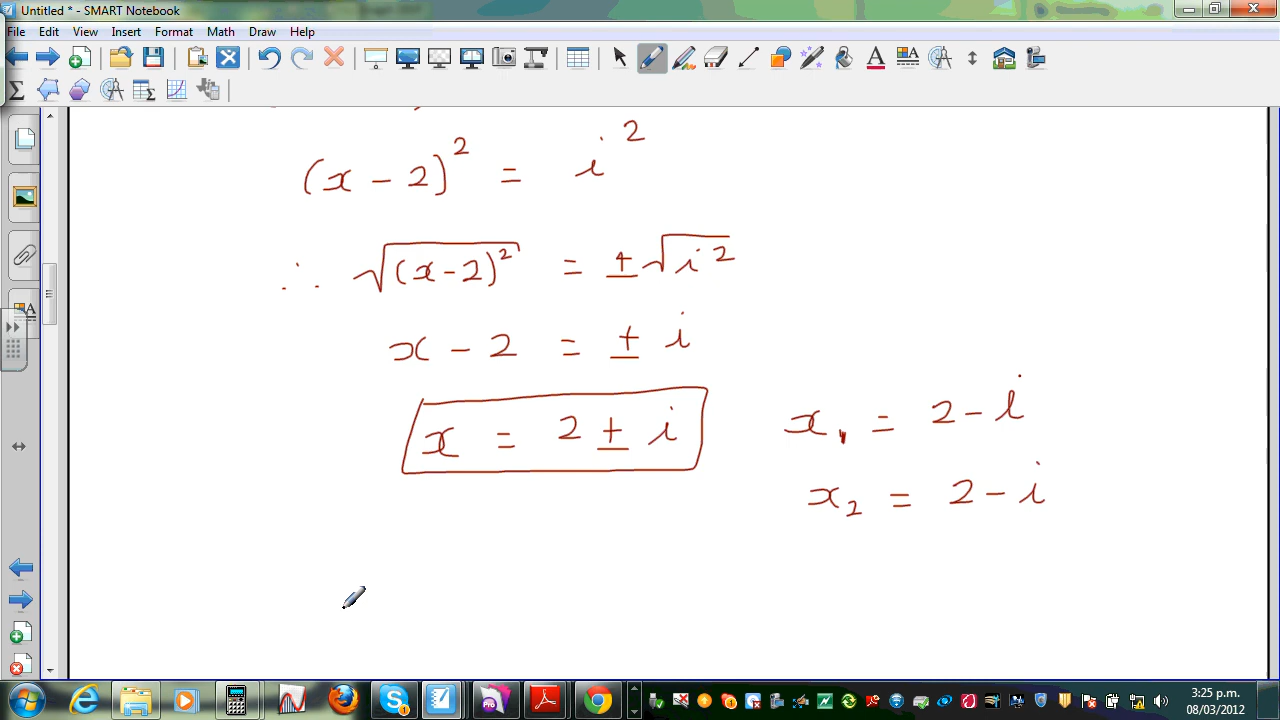 Untitled * - SMART Notebook
File Edit View Insert Format Math Draw Help
(x - 2)² = i²
∴ √(x-2)² = ±√i²
x - 2 = ± i
x = 2 ± i
x₁ = 2 - i
x₂ = 2 - i
3:25 p.m.
08/03/2012